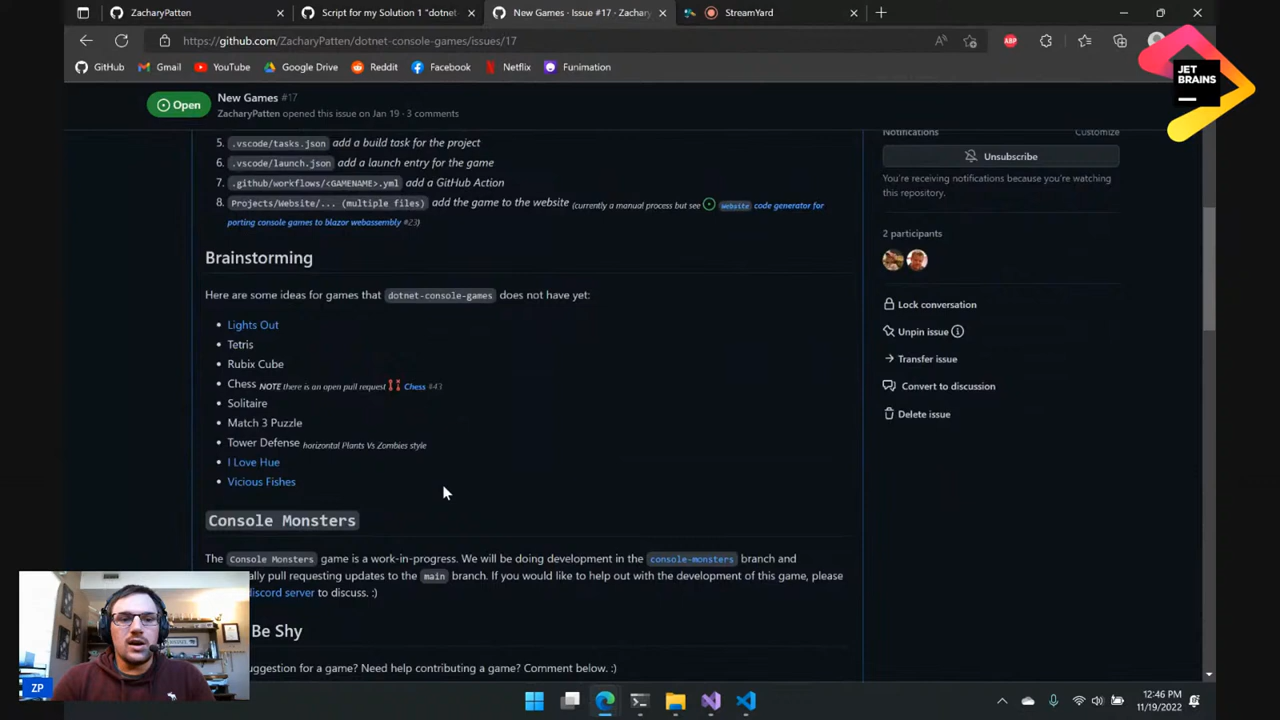 ZacharyPatten
Script for my Solution 1 "dotnet
New Games · Issue #17 · Zachary
StreamYard
https://github.com/ZacharyPatten/dotnet-console-games/issues/17
GitHub
Gmail
YouTube
Google Drive
Reddit
Facebook
Netflix
Funimation
JET
BRAINS
Open
New Games #17
ZacharyPatten opened this issue on Jan 19 · 3 comments
5. .vscode/tasks.json add a build task for the project
6. .vscode/launch.json add a launch entry for the game
7. .github/workflows/<GAMENAME>.yml add a GitHub Action
8. Projects/Website/... (multiple files) add the game to the website (currently a manual process but see website code generator for
porting console games to blazor webassembly #23)
Brainstorming
Here are some ideas for games that dotnet-console-games does not have yet:
• Lights Out
• Tetris
• Rubix Cube
• Chess NOTE there is an open pull request Chess #43
• Solitaire
• Match 3 Puzzle
• Tower Defense horizontal Plants Vs Zombies style
• I Love Hue
• Vicious Fishes
Console Monsters
The Console Monsters game is a work-in-progress. We will be doing development in the console-monsters branch and
pull requesting updates to the main branch. If you would like to help out with the development of this game, please
discord server to discuss. :)
Be Shy
suggestion for a game? Need help contributing a game? Comment below. :)
Notifications
Customize
Unsubscribe
You're receiving notifications because you're watching
this repository.
2 participants
Lock conversation
Unpin issue
Transfer issue
Convert to discussion
Delete issue
ZP
12:46 PM
11/19/2022